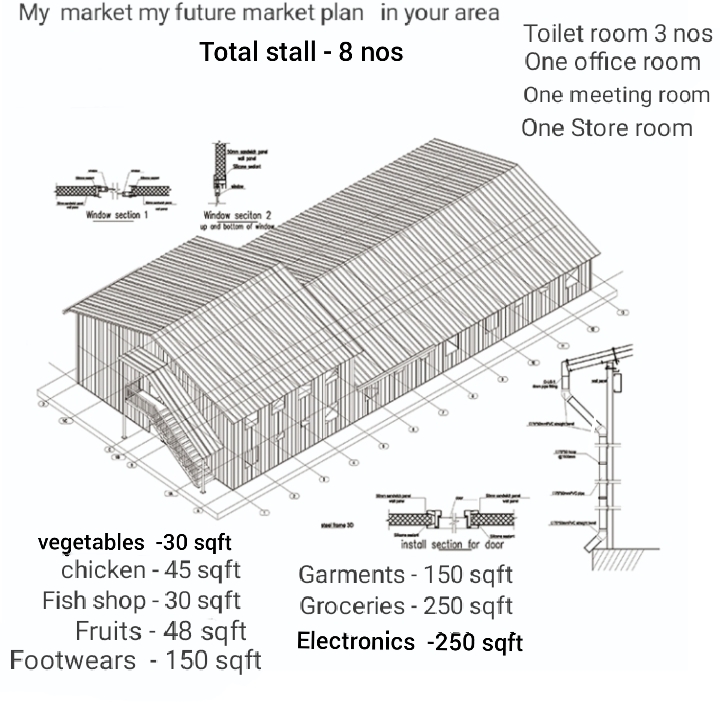 My market my future market plan in your area
Total stall - 8 nos
Toilet room 3 nos
One office room
One meeting room
One Store room
Window section 1
Window seciton 2
up and bottom of window
steel frame 3D
install section for door
vegetables -30 sqft
chicken - 45 sqft
Fish shop - 30 sqft
Fruits - 48 sqft
Footwears - 150 sqft
Garments - 150 sqft
Groceries - 250 sqft
Electronics -250 sqft